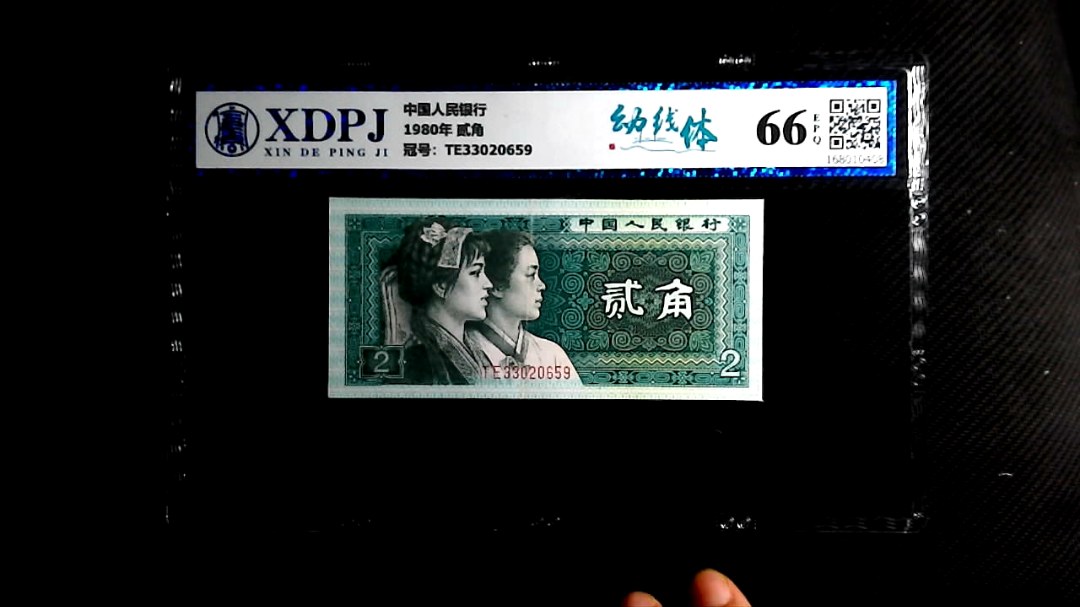 XDPJ
XIN DE PING JI
中国人民银行
1980年 贰角
冠号：TE33020659
幼线体
66
EPQ
中国人民银行
贰角
2
TE33020659
2